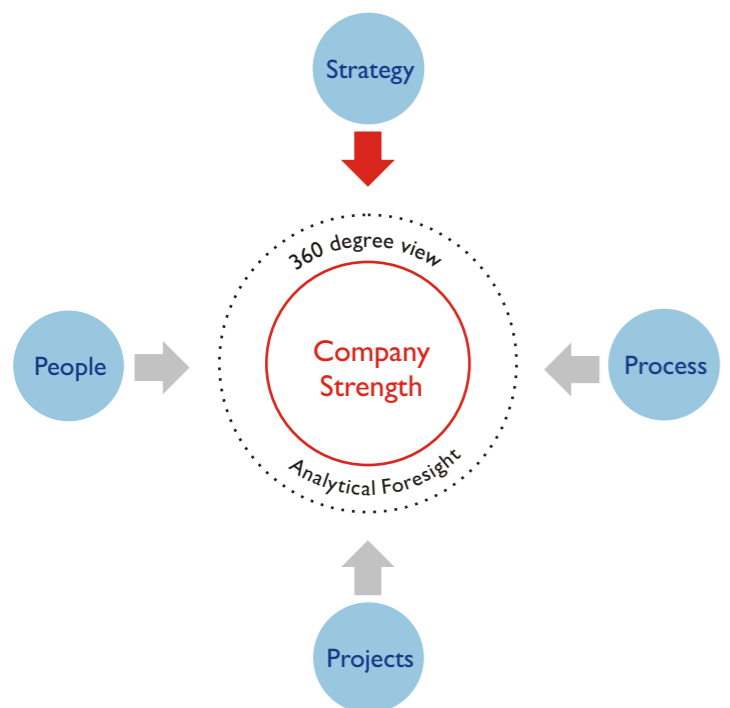 Strategy
360 degree view
People
Company
Strength
Process
Analytical Foresight
Projects